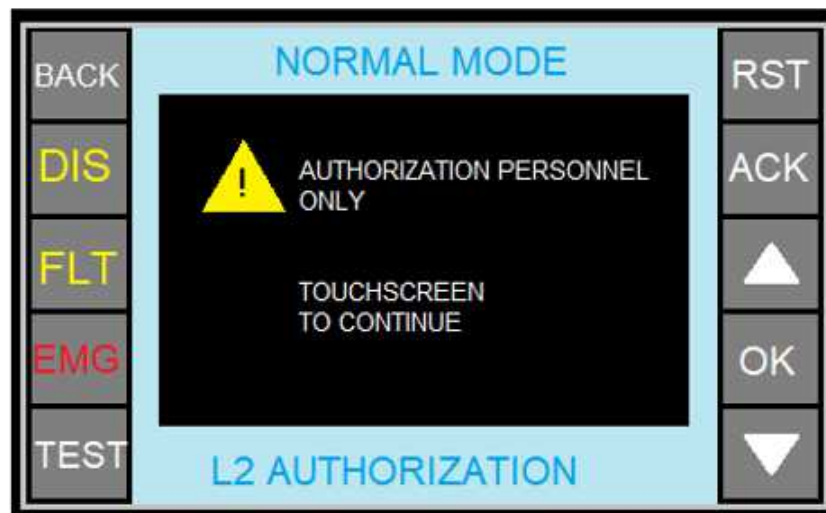 NORMAL MODE
BACK
DIS
FLT
EMG
TEST
!
AUTHORIZATION PERSONNEL
ONLY
TOUCHSCREEN
TO CONTINUE
RST
ACK
OK
L2 AUTHORIZATION